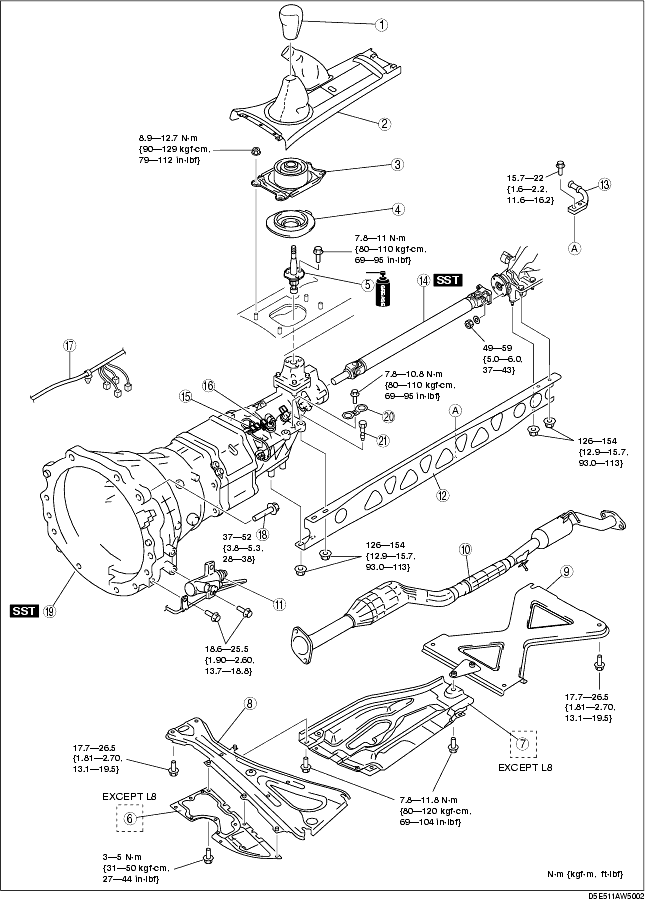 1
2
8.9—12.7 N·m
{90—129 kgf·cm,
79—112 in·lbf}
3
15.7—22
{1.6—2.2,
11.6—16.2}
13
4
7.8—11 N·m
{80—110 kgf·cm,
69—95 in·lbf}
A
5
GREASE
14
SST
17
49—59
{5.0—6.0,
37—43}
16
15
7.8—10.8 N·m
{80—110 kgf·cm,
69—95 in·lbf}
20
A
21
126—154
{12.9—15.7,
93.0—113}
12
18
37—52
{3.8—5.3,
28—38}
126—154
{12.9—15.7,
93.0—113}
10
9
SST
19
11
18.6—25.5
{1.90—2.60,
13.7—18.8}
17.7—26.5
{1.81—2.70,
13.1—19.5}
8
17.7—26.5
{1.81—2.70,
13.1—19.5}
7
EXCEPT L8
EXCEPT L8
6
7.8—11.8 N·m
{80—120 kgf·cm,
69—104 in·lbf}
3—5 N·m
{31—50 kgf·cm,
27—44 in·lbf}
N·m {kgf·m, ft·lbf}
D5E511AW5002